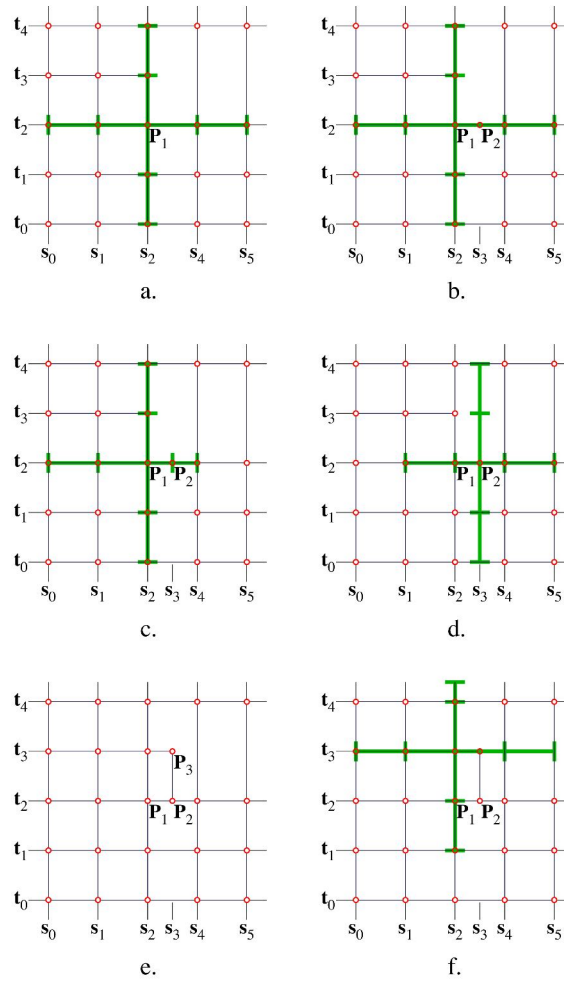 t4 t4
t3 t3
t2 t2
P1 P1 P2
t1 t1
t0 t0
s0 s1 s2 s4 s5 s0 s1 s2 s3 s4 s5
a. b.
t4 t4
t3 t3
t2 t2
P1 P2 P1 P2
t1 t1
t0 t0
s0 s1 s2 s3 s4 s5 s0 s1 s2 s3 s4 s5
c. d.
t4 t4
t3 t3
P3
t2 t2
P1 P2 P1 P2
t1 t1
t0 t0
s0 s1 s2 s3 s4 s5 s0 s1 s2 s3 s4 s5
e. f.